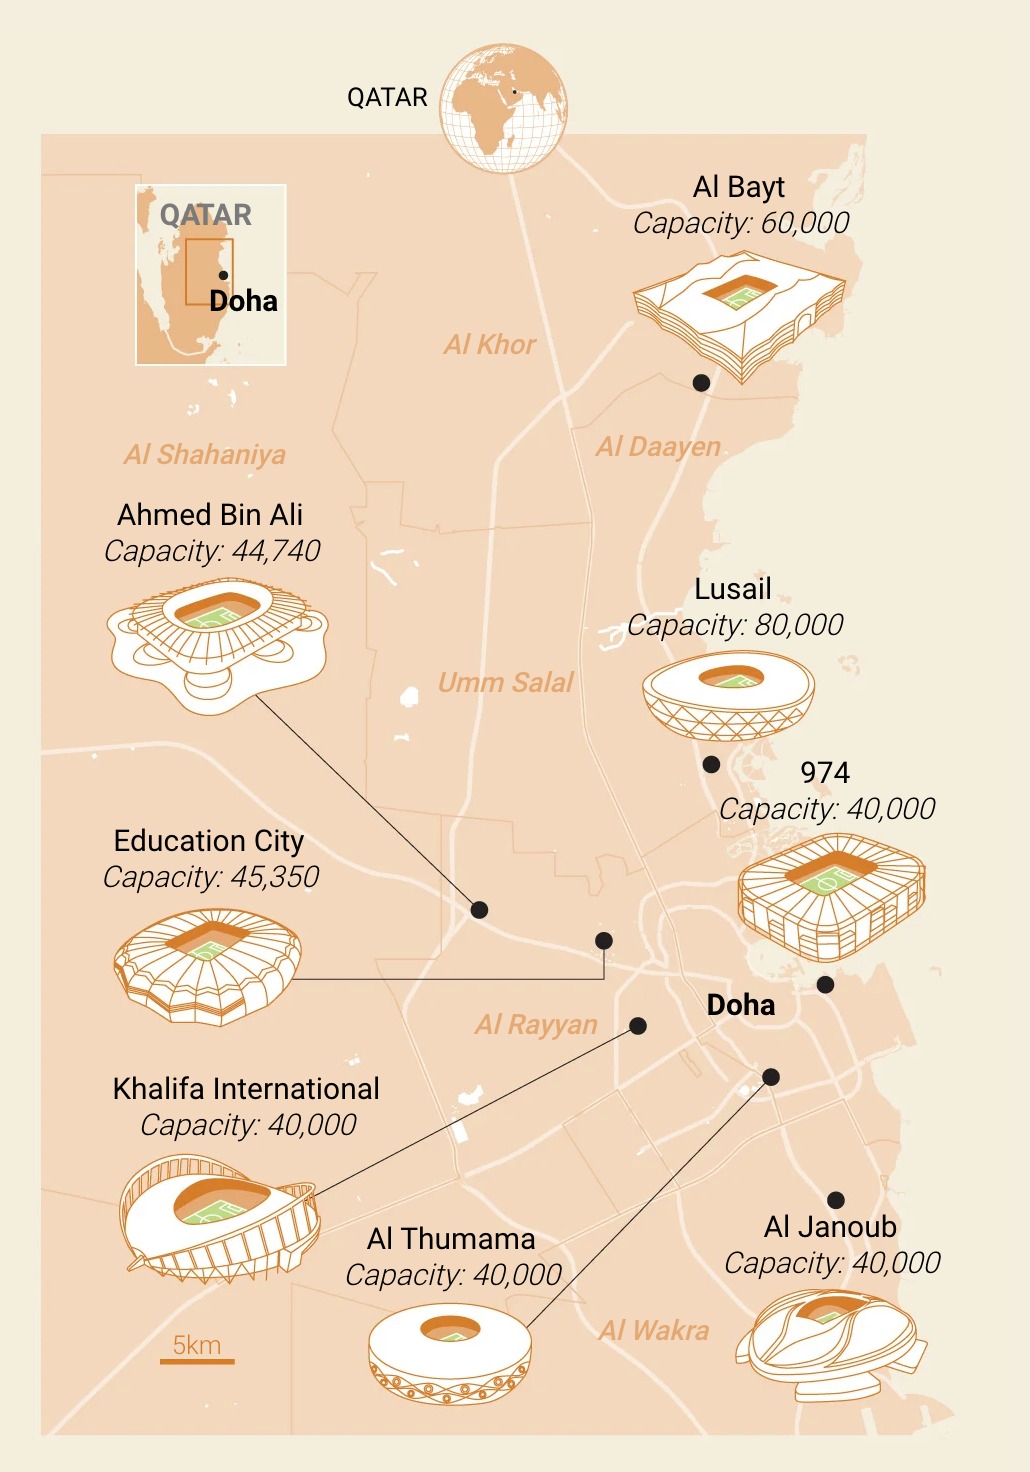 QATAR
QATAR
Doha
Al Bayt
Capacity: 60,000
Al Khor
Al Daayen
Al Shahaniya
Ahmed Bin Ali
Capacity: 44,740
Lusail
Capacity: 80,000
Umm Salal
974
Capacity: 40,000
Education City
Capacity: 45,350
Doha
Al Rayyan
Khalifa International
Capacity: 40,000
Al Thumama
Capacity: 40,000
Al Janoub
Capacity: 40,000
Al Wakra
5km